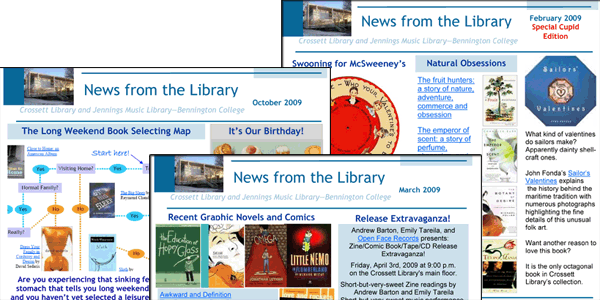 News from the Library
February 2009
Special Cupid
Edition
Crossett Library and Jennings Music Library—Bennington College
Swooning for McSweeney's
WHO'S YOUR VALENTINE
Natural Obsessions
The fruit hunters:
a story of nature,
adventure,
commerce and
obsession
The emperor of
scent: a story of
perfume,
Sailors'
Valentines
What kind of valentines
do sailors make?
Apparently dainty shell-
craft ones.
John Fonda's Sailor's
Valentines explains
the history behind the
maritime tradition with
numerous photographs
highlighting the fine
details of this unusual
folk art.
Want another reason to
love this book?
It is the only octagonal
book in Crossett
Library's collection.
News from the Library
October 2009
Crossett Library and Jennings Music Library—Bennington College
The Long Weekend Book Selecting Map
It's Our Birthday!
Start here!
Yes
Visiting Home?
Yes
Normal Family?
Yes
No
No
Really?
The Big Sleep by
Raymond
David Sedaris
Are you experiencing that sinking fe
stomach that tells you long weekend
and you haven't yet selected a leisure
News from the Library
March 2009
Crossett Library and Jennings Music Library—Bennington College
Recent Graphic Novels and Comics
the Education of
Hopey Glass
LITTLE
NEMO
SLUMBERLAND
Awkward and Definition
Release Extravaganza!
Andrew Barton, Emily Tareila, and
Open Face Records presents:
Zine/Comic Book/Tape/CD Release
Extravaganza!
Friday, April 3rd, 2009 at 9:00 p.m.
on the Crossett Library's main floor.
Short-but-very-sweet Zine readings by
Andrew Barton and Emily Tareila